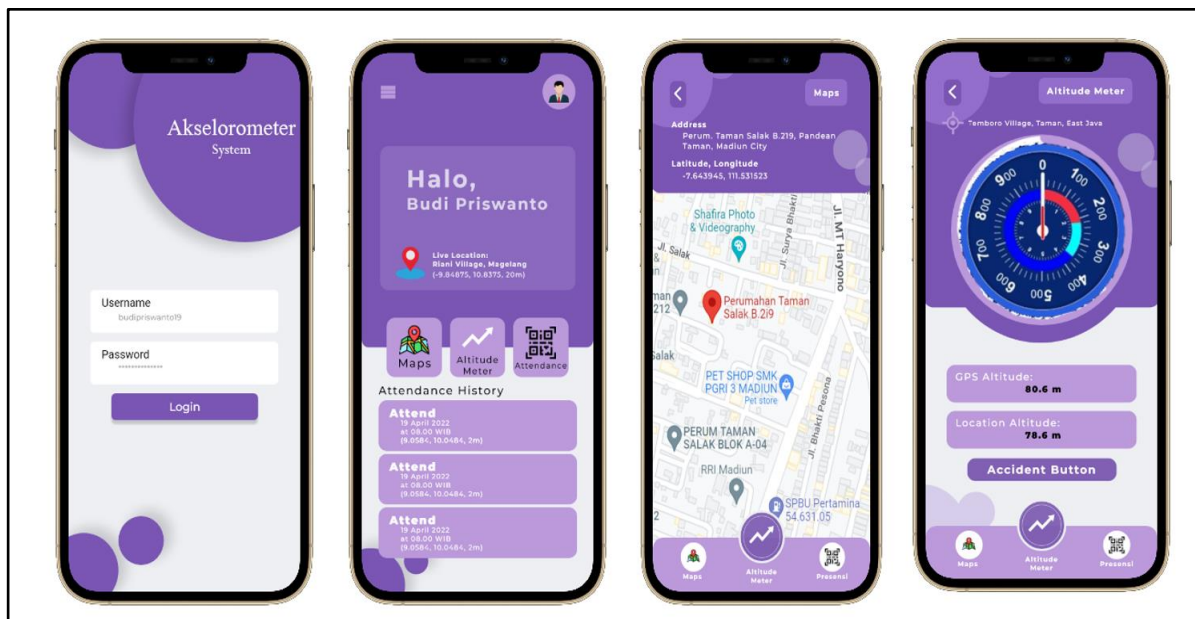 Akselorometer
System
Username
budipriswanto19
Password
Login
Halo,
Budi Priswanto
Live Location:
Riani Village, Magelang
(-9.84875, 10.8375, 20m)
Maps
Altitude
Meter
Attendance
Attendance History
Attend
19 April 2022
at 08.00 WIB
(9.0584, 10.0484, 2m)
Attend
19 April 2022
at 08.00 WIB
(9.0584, 10.0484, 2m)
Attend
19 April 2022
at 08.00 WIB
(9.0584, 10.0484, 2m)
Maps
Address
Perum. Taman Salak B.219, Pandean
Taman, Madiun City
Latitude, Longitude
-7.643945, 111.531523
Shafira Photo
& Videography
Jl. Surya Bhakti
Jl. MT Haryono
Jl. Salak
&
man
212
Perumahan Taman
Salak B.2i9
Salak
PET SHOP SMK
PGRI 3 MADIUN
Pet store
Jl. Bhakti Pesona
PERUM TAMAN
SALAK BLOK A-04
RRI Madiun
SPBU Pertamina
54.631.05
2
Maps
Altitude
Meter
Presensi
Altitude Meter
Temboro Village, Taman, East Java
0
100
200
300
400
500
600
700
800
900
GPS Altitude:
80.6 m
Location Altitude:
78.6 m
Accident Button
Maps
Altitude
Meter
Presensi